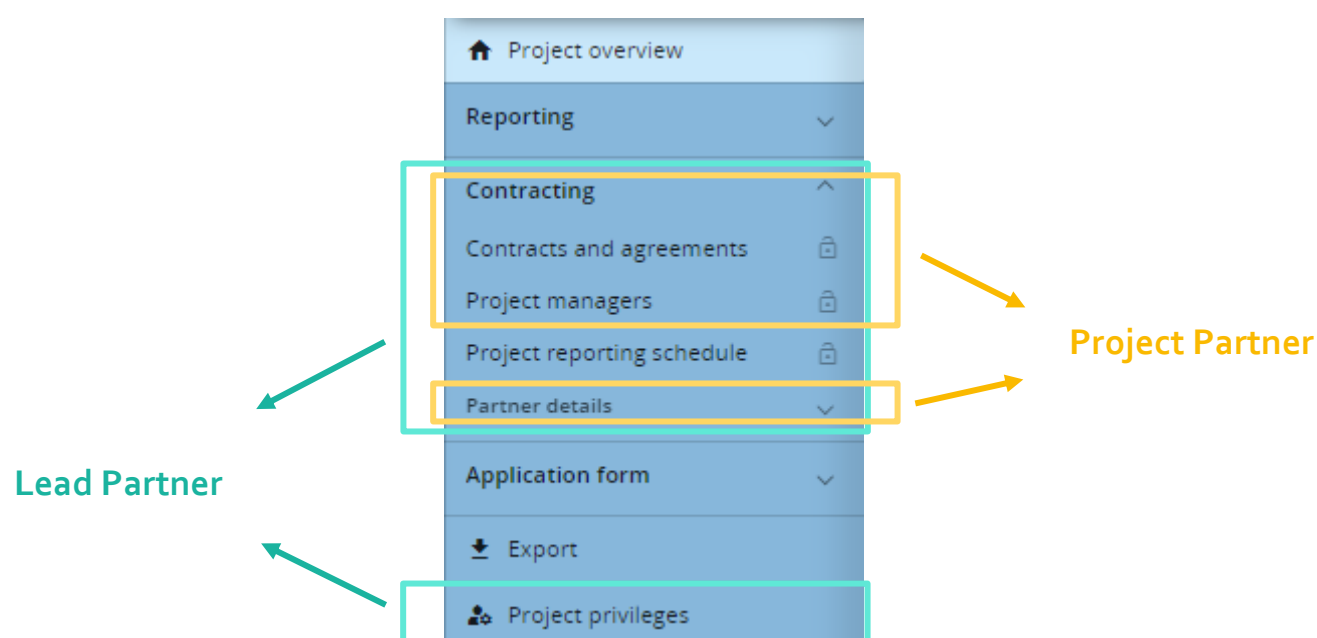 Project overview
Reporting
Contracting
Contracts and agreements
Project managers
Project reporting schedule
Partner details
Application form
Export
Project privileges
Project Partner
Lead Partner